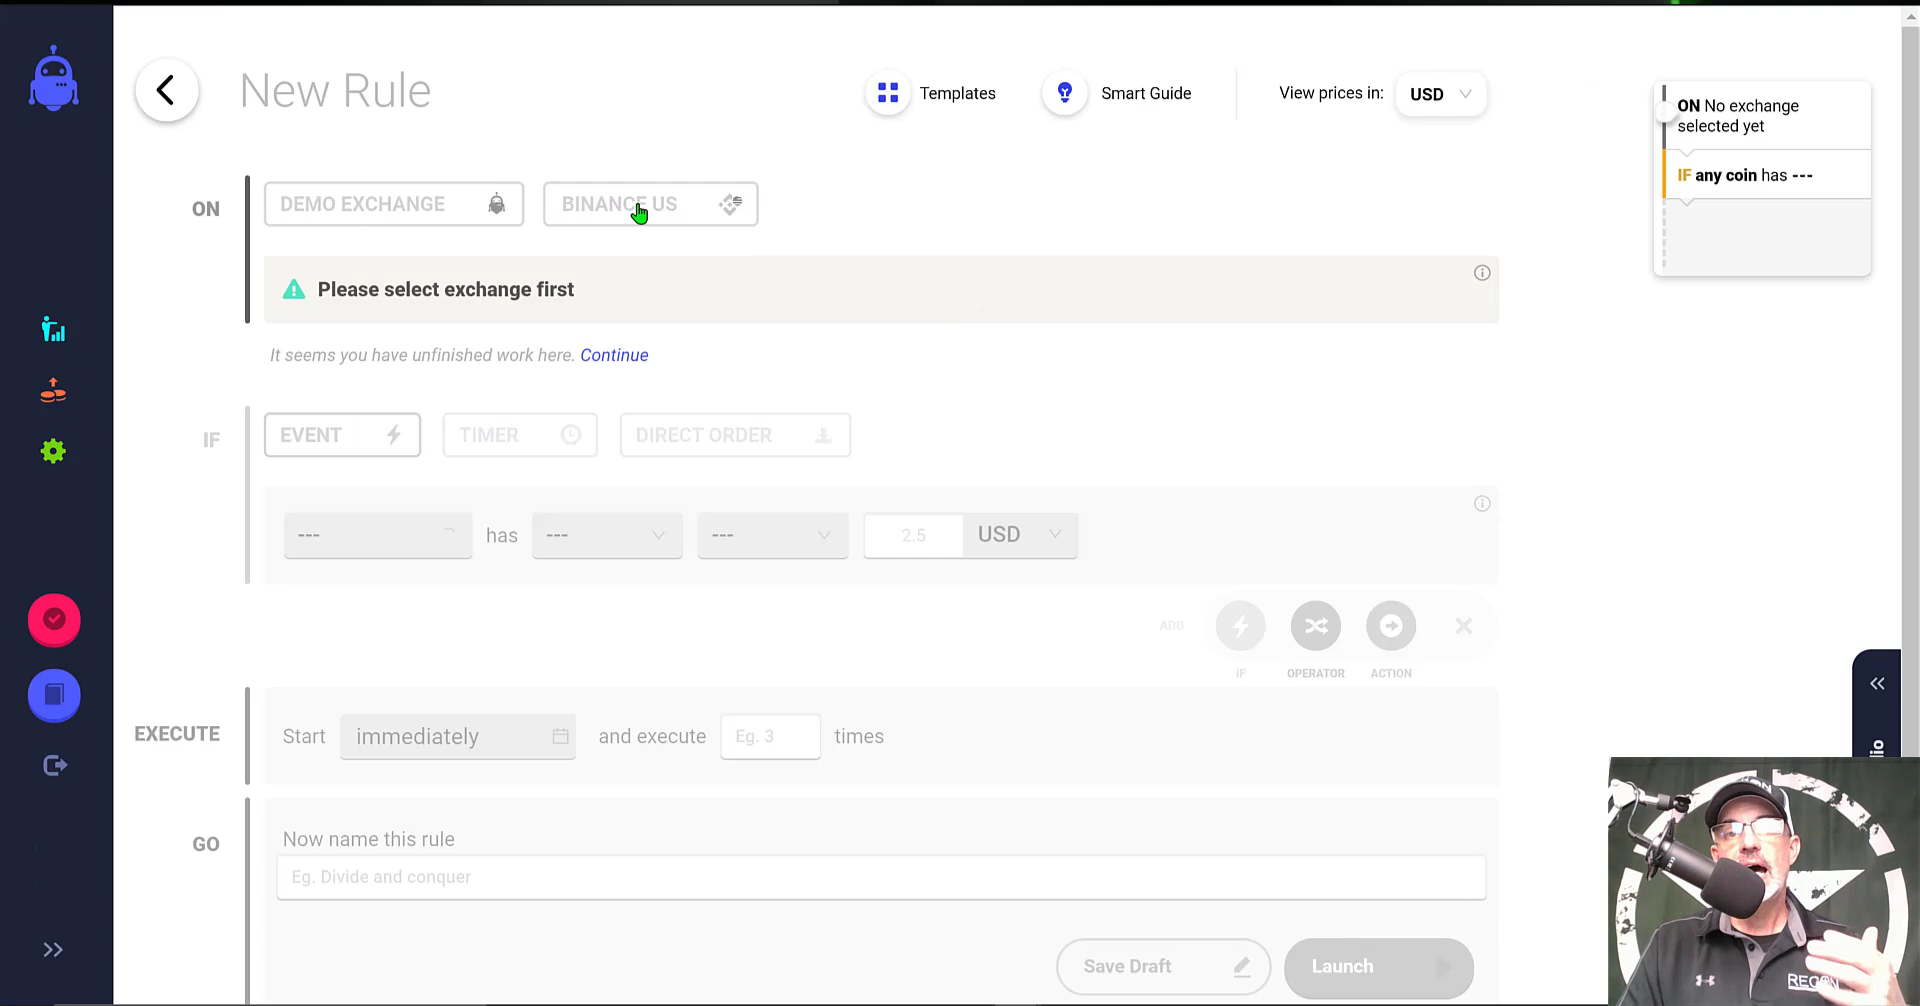 New Rule
Templates
Smart Guide
View prices in:
USD
ON No exchange
selected yet
IF any coin has ---
ON
DEMO EXCHANGE
BINANCE US
Please select exchange first
It seems you have unfinished work here. Continue
IF
EVENT
TIMER
DIRECT ORDER
---
has
---
---
2.5
USD
ADD
IF
OPERATOR
ACTION
EXECUTE
Start
immediately
and execute
Eg. 3
times
GO
Now name this rule
Eg. Divide and conquer
Save Draft
Launch